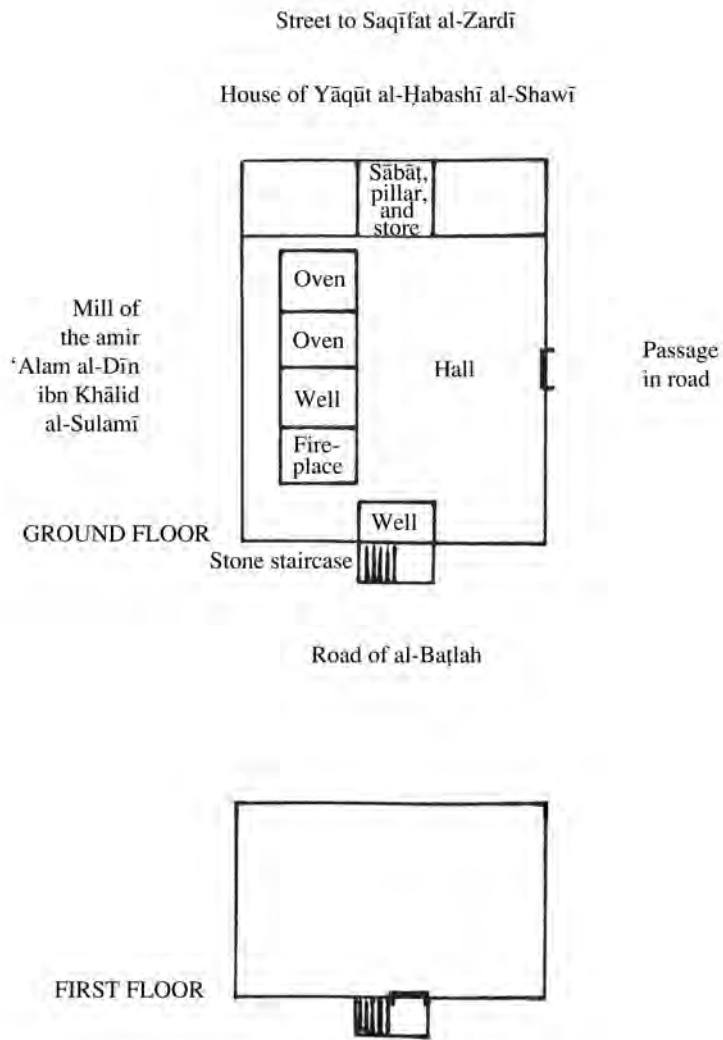 Street to Saqīfat al-Zardī
House of Yāqūt al-Ḥabashī al-Shawī
Sābāṭ,
pillar,
and
store
Oven
Oven
Well
Fire-
place
Hall
Well
Mill of
the amir
ʻAlam al-Dīn
ibn Khālid
al-Sulamī
Passage
in road
GROUND FLOOR
Stone staircase
Road of al-Baṭlah
FIRST FLOOR